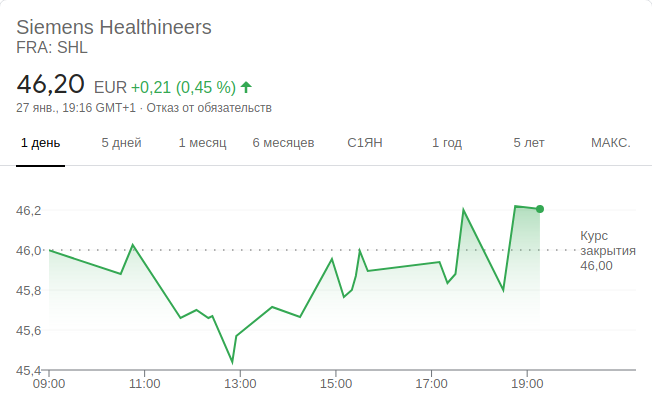 Siemens Healthineers
FRA: SHL
46,20 EUR +0,21 (0,45 %)
27 янв., 19:16 GMT+1 · Отказ от обязательств
1 день 5 дней 1 месяц 6 месяцев С1ЯН 1 год 5 лет МАКС.
46,2
Курс
46,0 закрытия
46,00
45,8
45,6
45,4
09:00 11:00 13:00 15:00 17:00 19:00